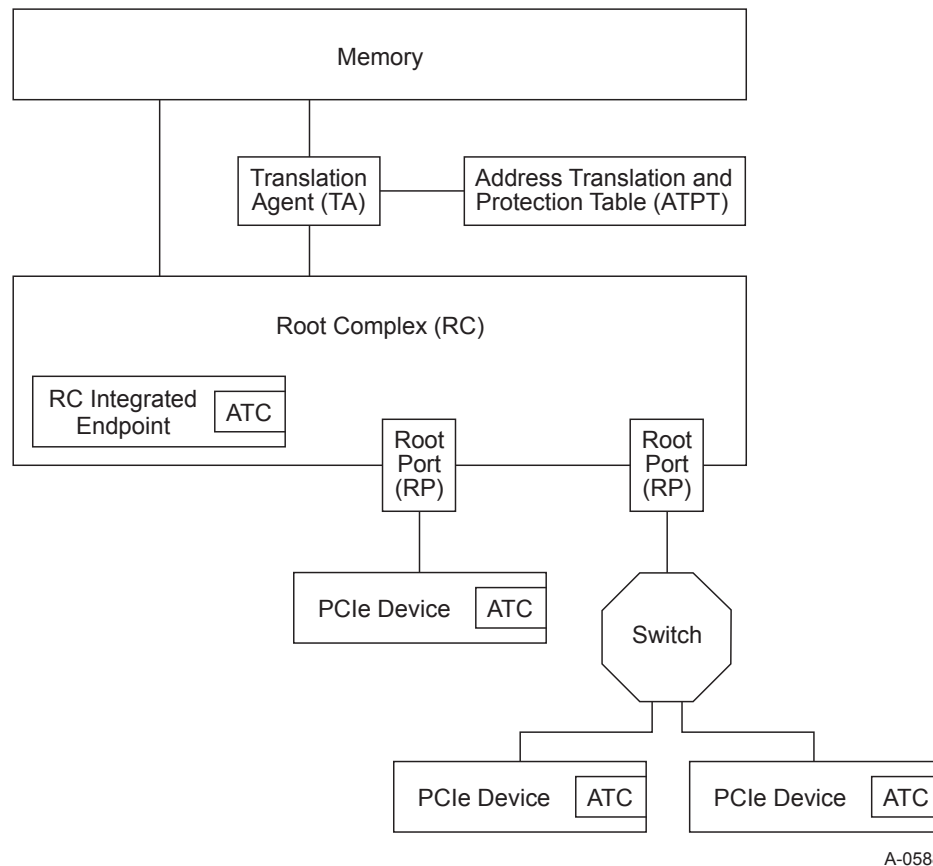 Memory
Translation
Agent (TA)
Address Translation and
Protection Table (ATPT)
Root Complex (RC)
RC Integrated
Endpoint
ATC
Root
Port
(RP)
Root
Port
(RP)
PCIe Device
ATC
Switch
PCIe Device
ATC
PCIe Device
ATC
A-058